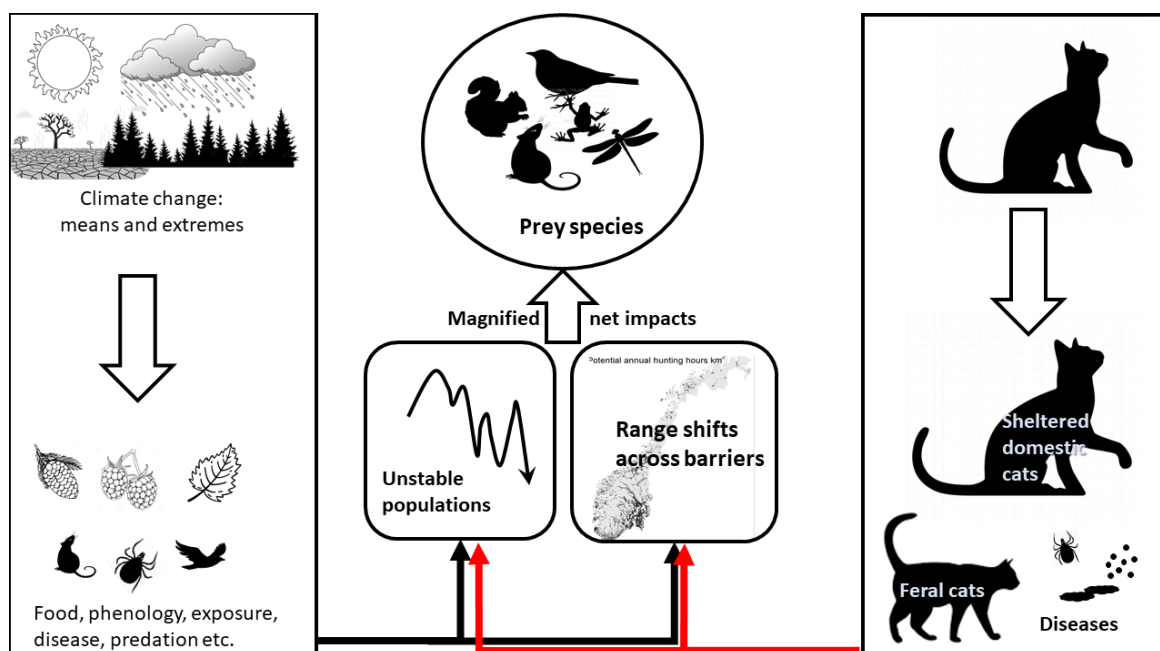 Climate change:
means and extremes
Food, phenology, exposure,
disease, predation etc.
Prey species
Magnified net impacts
Unstable
populations
Potential annual hunting hours km²
Range shifts
across barriers
Sheltered
domestic
cats
Feral cats
Diseases